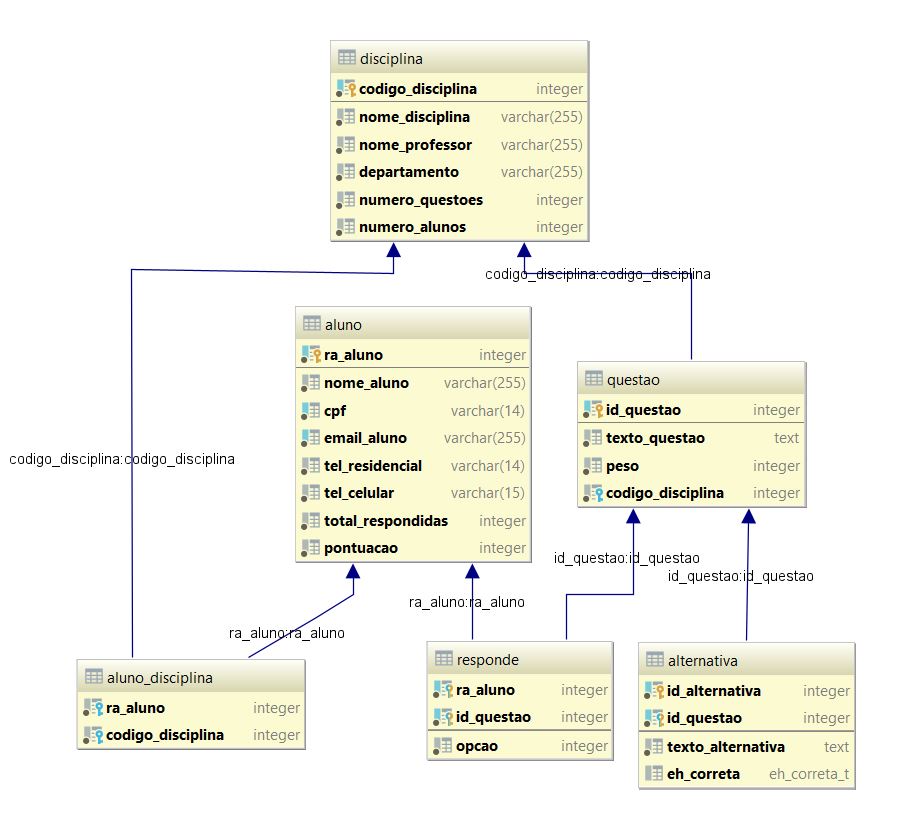 disciplina
codigo_disciplina integer
nome_disciplina varchar(255)
nome_professor varchar(255)
departamento varchar(255)
numero_questoes integer
numero_alunos integer
codigo_disciplina:codigo_disciplina
aluno
ra_aluno integer
nome_aluno varchar(255)
cpf varchar(14)
email_aluno varchar(255)
tel_residencial varchar(14)
tel_celular varchar(15)
total_respondidas integer
pontuacao integer
questao
id_questao integer
texto_questao text
peso integer
codigo_disciplina integer
codigo_disciplina:codigo_disciplina
id_questao:id_questao
id_questao:id_questao
ra_aluno:ra_aluno
ra_aluno:ra_aluno
aluno_disciplina
ra_aluno integer
codigo_disciplina integer
responde
ra_aluno integer
id_questao integer
opcao integer
alternativa
id_alternativa integer
id_questao integer
texto_alternativa text
eh_correta eh_correta_t